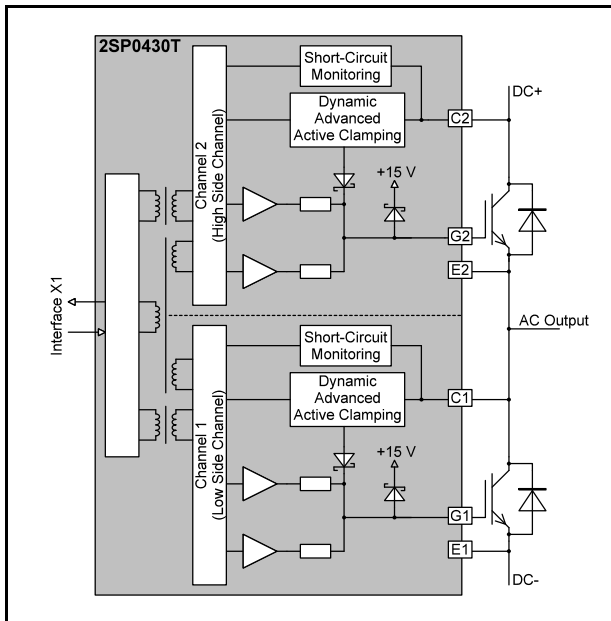 2SP0430T
Short-Circuit
Monitoring
DC+
Dynamic
Advanced
Active Clamping
C2
Channel 2
(High Side Channel)
+15 V
G2
E2
Interface X1
AC Output
Short-Circuit
Monitoring
Dynamic
Advanced
Active Clamping
C1
Channel 1
(Low Side Channel)
+15 V
G1
E1
DC-